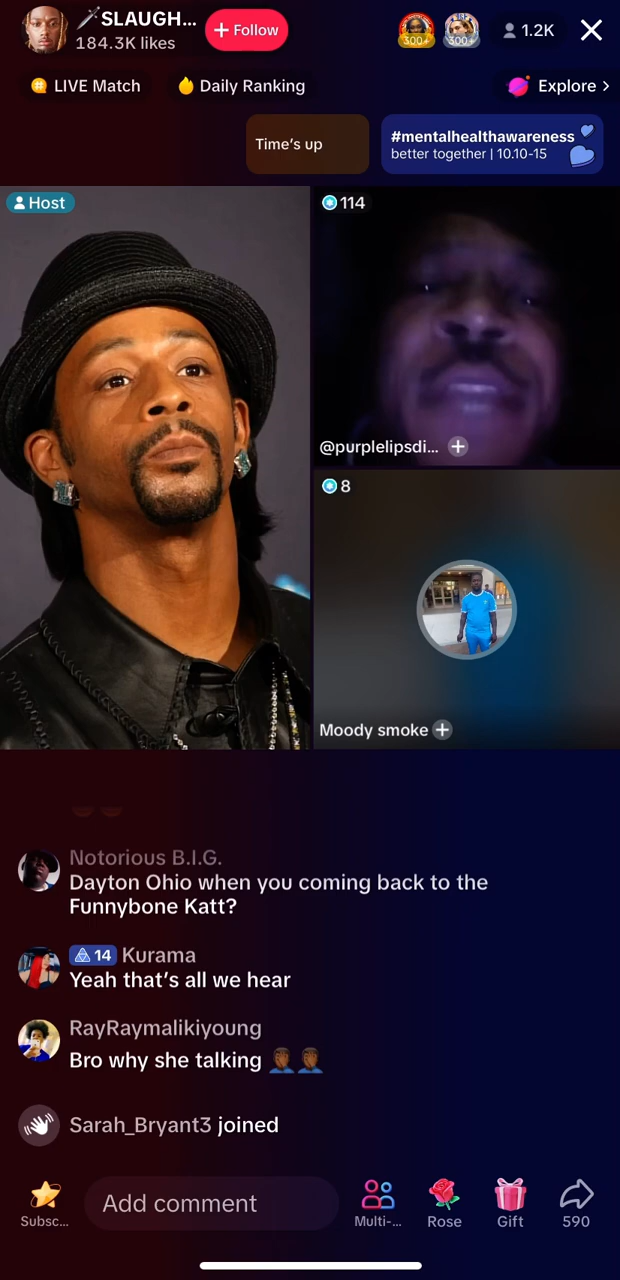 SLAUGH...
184.3K likes
+ Follow
300+
300+
1.2K
LIVE Match
Daily Ranking
Explore >
Time's up
#mentalhealthawareness
better together | 10.10-15
Host
114
@purplelipsdi...
8
Moody smoke
Notorious B.I.G.
Dayton Ohio when you coming back to the
Funnybone Katt?
14 Kurama
Yeah that's all we hear
RayRaymalikiyoung
Bro why she talking 🤦🏾‍♂️🤦🏾‍♂️
Sarah_Bryant3 joined
Add comment
Subsc...
Multi-...
Rose
Gift
590